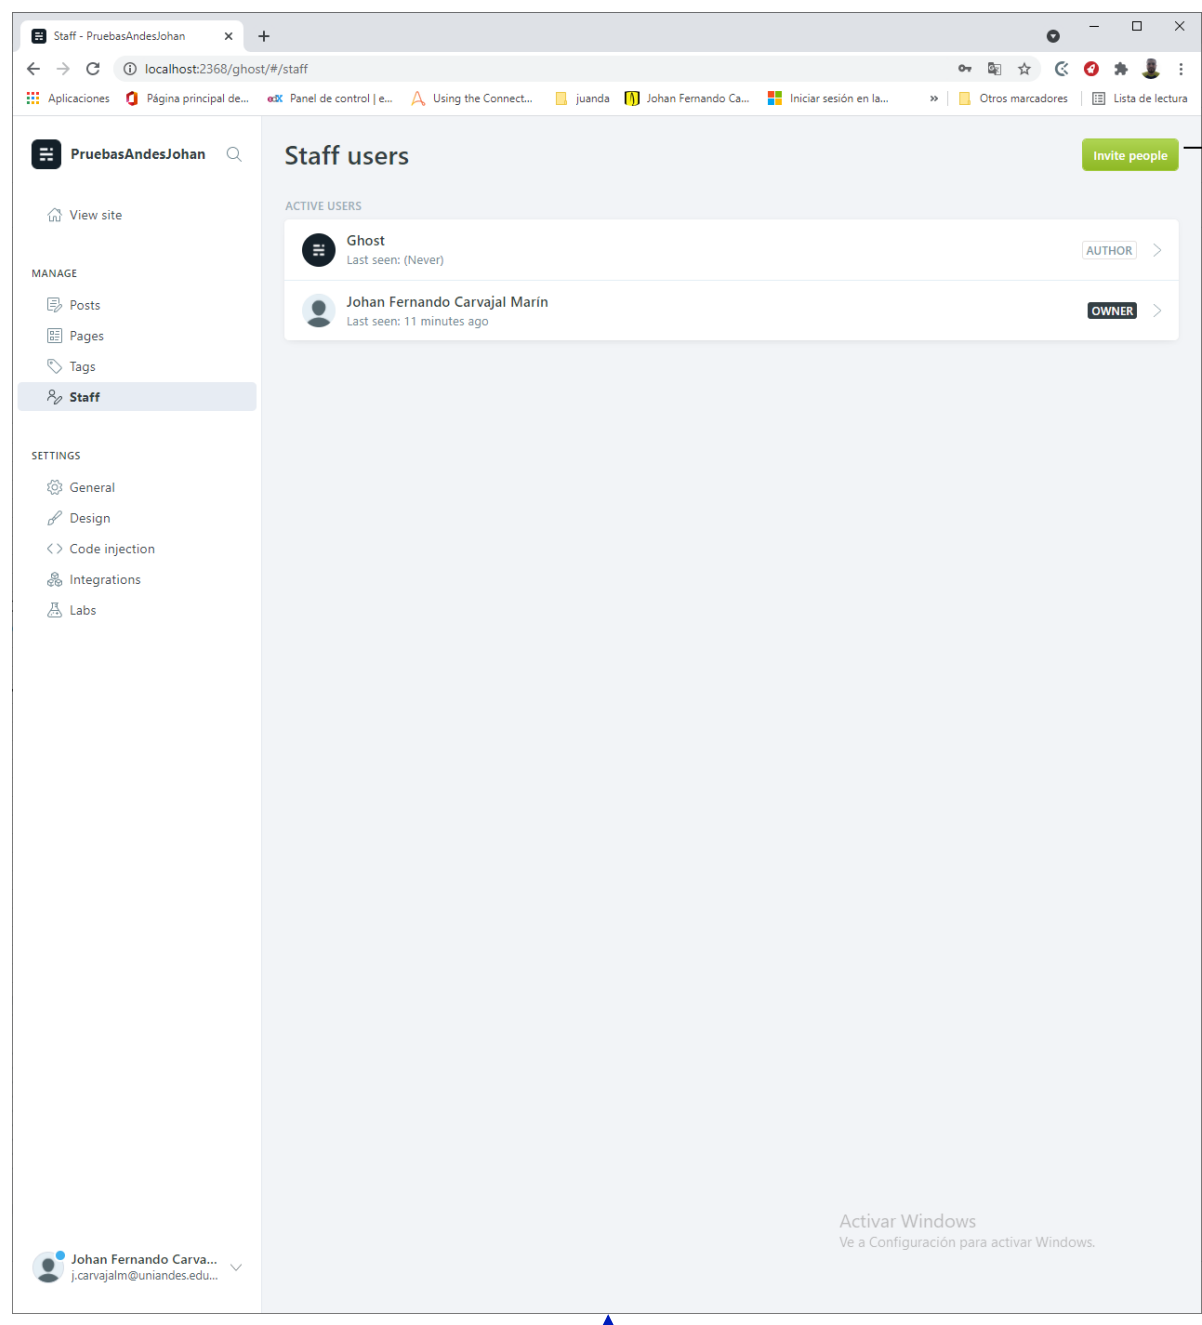 Staff - PruebasAndesJohan
localhost:2368/ghost/#/staff
Aplicaciones Página principal de... edX Panel de control | e... Using the Connect... juanda Johan Fernando Ca... Iniciar sesión en la... » Otros marcadores Lista de lectura
PruebasAndesJohan
Staff users
Invite people
View site
ACTIVE USERS
Ghost
Last seen: (Never)
AUTHOR
Johan Fernando Carvajal Marín
Last seen: 11 minutes ago
OWNER
MANAGE
Posts
Pages
Tags
Staff
SETTINGS
General
Design
Code injection
Integrations
Labs
Activar Windows
Ve a Configuración para activar Windows.
Johan Fernando Carva...
j.carvajalm@uniandes.edu...